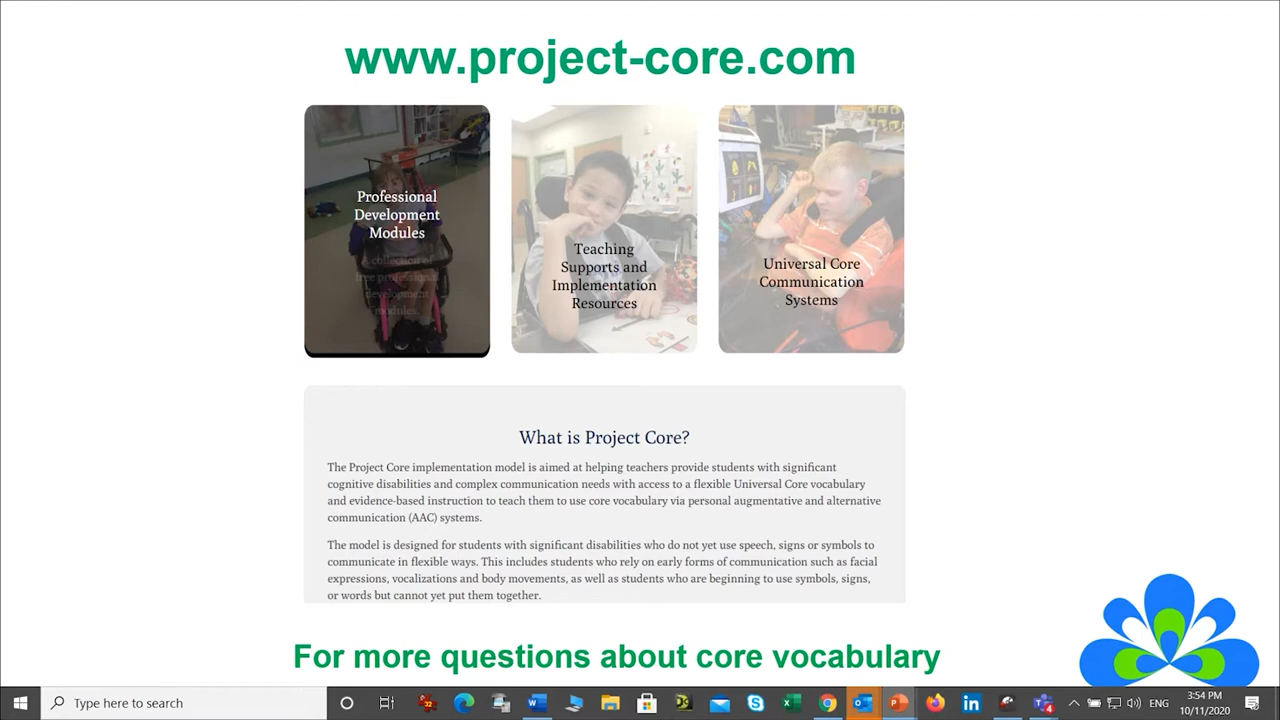 www.project-core.com
Professional
Development
Modules
A collection of
free professional
development
modules.
Teaching
Supports and
Implementation
Resources
Universal Core
Communication
Systems
What is Project Core?
The Project Core implementation model is aimed at helping teachers provide students with significant
cognitive disabilities and complex communication needs with access to a flexible Universal Core vocabulary
and evidence-based instruction to teach them to use core vocabulary via personal augmentative and alternative
communication (AAC) systems.
The model is designed for students with significant disabilities who do not yet use speech, signs or symbols to
communicate in flexible ways. This includes students who rely on early forms of communication such as facial
expressions, vocalizations and body movements, as well as students who are beginning to use symbols, signs,
or words but cannot yet put them together.
For more questions about core vocabulary
Type here to search
ENG
3:54 PM
10/11/2020